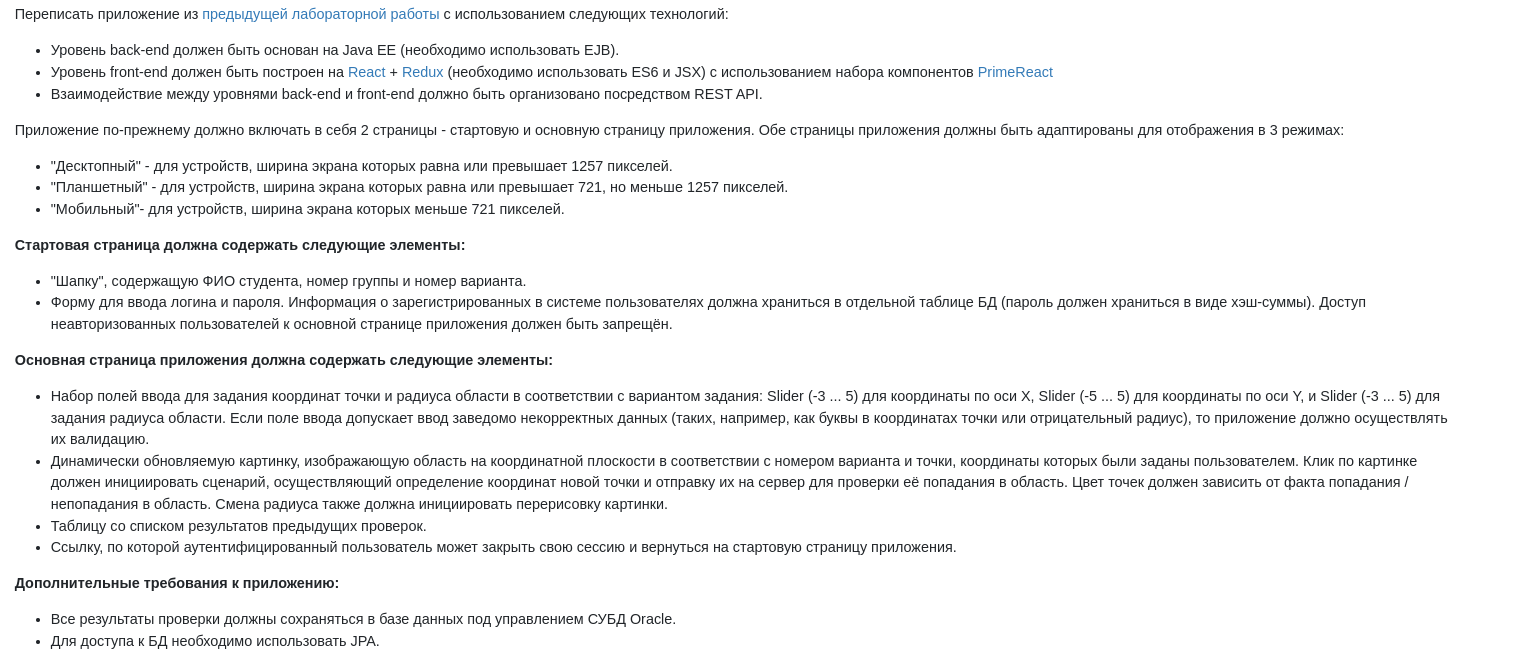 Переписать приложение из предыдущей лабораторной работы с использованием следующих технологий:
Уровень back-end должен быть основан на Java EE (необходимо использовать EJB).
Уровень front-end должен быть построен на React + Redux (необходимо использовать ES6 и JSX) с использованием набора компонентов PrimeReact
Взаимодействие между уровнями back-end и front-end должно быть организовано посредством REST API.
Приложение по-прежнему должно включать в себя 2 страницы - стартовую и основную страницу приложения. Обе страницы приложения должны быть адаптированы для отображения в 3 режимах:
"Десктопный" - для устройств, ширина экрана которых равна или превышает 1257 пикселей.
"Планшетный" - для устройств, ширина экрана которых равна или превышает 721, но меньше 1257 пикселей.
"Мобильный"- для устройств, ширина экрана которых меньше 721 пикселей.
Стартовая страница должна содержать следующие элементы:
"Шапку", содержащую ФИО студента, номер группы и номер варианта.
Форму для ввода логина и пароля. Информация о зарегистрированных в системе пользователях должна храниться в отдельной таблице БД (пароль должен храниться в виде хэш-суммы). Доступ
неавторизованных пользователей к основной странице приложения должен быть запрещён.
Основная страница приложения должна содержать следующие элементы:
Набор полей ввода для задания координат точки и радиуса области в соответствии с вариантом задания: Slider (-3 ... 5) для координаты по оси X, Slider (-5 ... 5) для координаты по оси Y, и Slider (-3 ... 5) для
задания радиуса области. Если поле ввода допускает ввод заведомо некорректных данных (таких, например, как буквы в координатах точки или отрицательный радиус), то приложение должно осуществлять
их валидацию.
Динамически обновляемую картинку, изображающую область на координатной плоскости в соответствии с номером варианта и точки, координаты которых были заданы пользователем. Клик по картинке
должен инициировать сценарий, осуществляющий определение координат новой точки и отправку их на сервер для проверки её попадания в область. Цвет точек должен зависить от факта попадания /
непопадания в область. Смена радиуса также должна инициировать перерисовку картинки.
Таблицу со списком результатов предыдущих проверок.
Ссылку, по которой аутентифицированный пользователь может закрыть свою сессию и вернуться на стартовую страницу приложения.
Дополнительные требования к приложению:
Все результаты проверки должны сохраняться в базе данных под управлением СУБД Oracle.
Для доступа к БД необходимо использовать JPA.